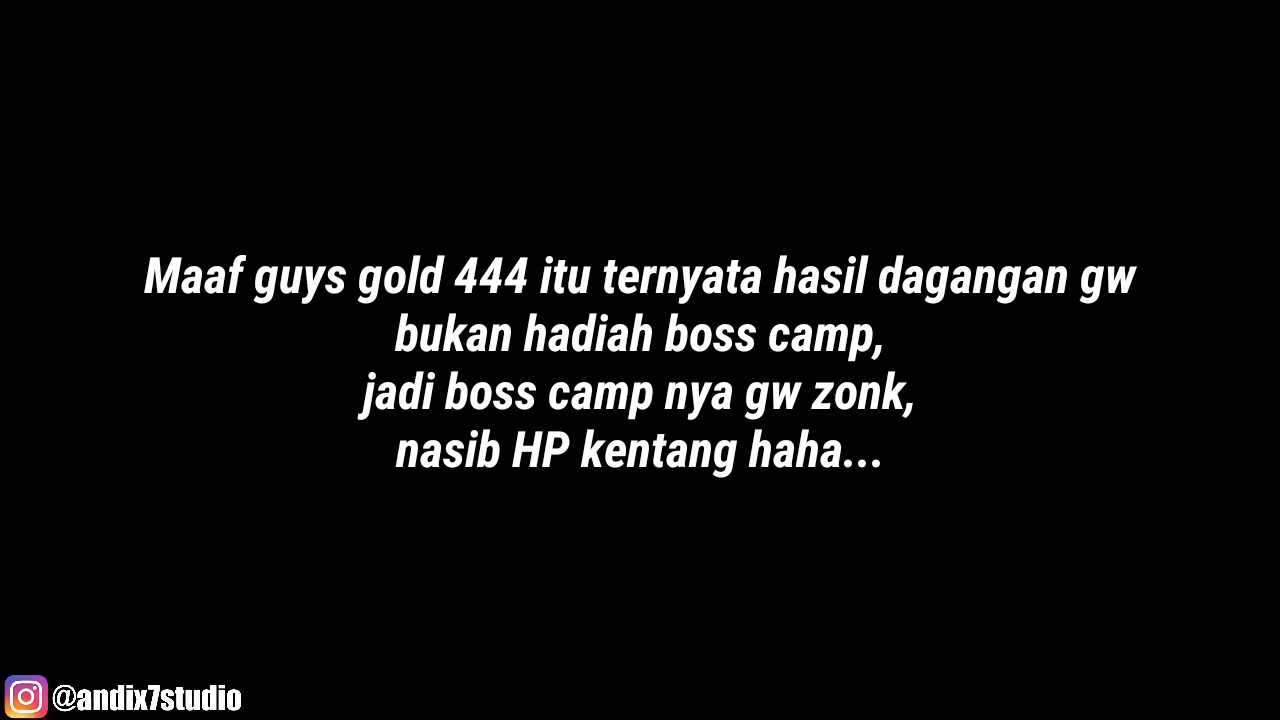 Maaf guys gold 444 itu ternyata hasil dagangan gw
bukan hadiah boss camp,
jadi boss camp nya gw zonk,
nasib HP kentang haha...
@andix7studio